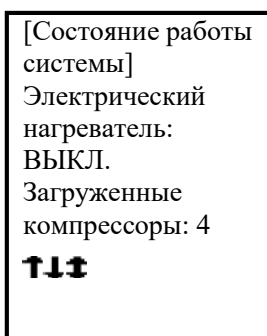 [Состояние работы
системы]
Электрический
нагреватель:
ВЫКЛ.
Загруженные
компрессоры: 4
⬆⬇⬍